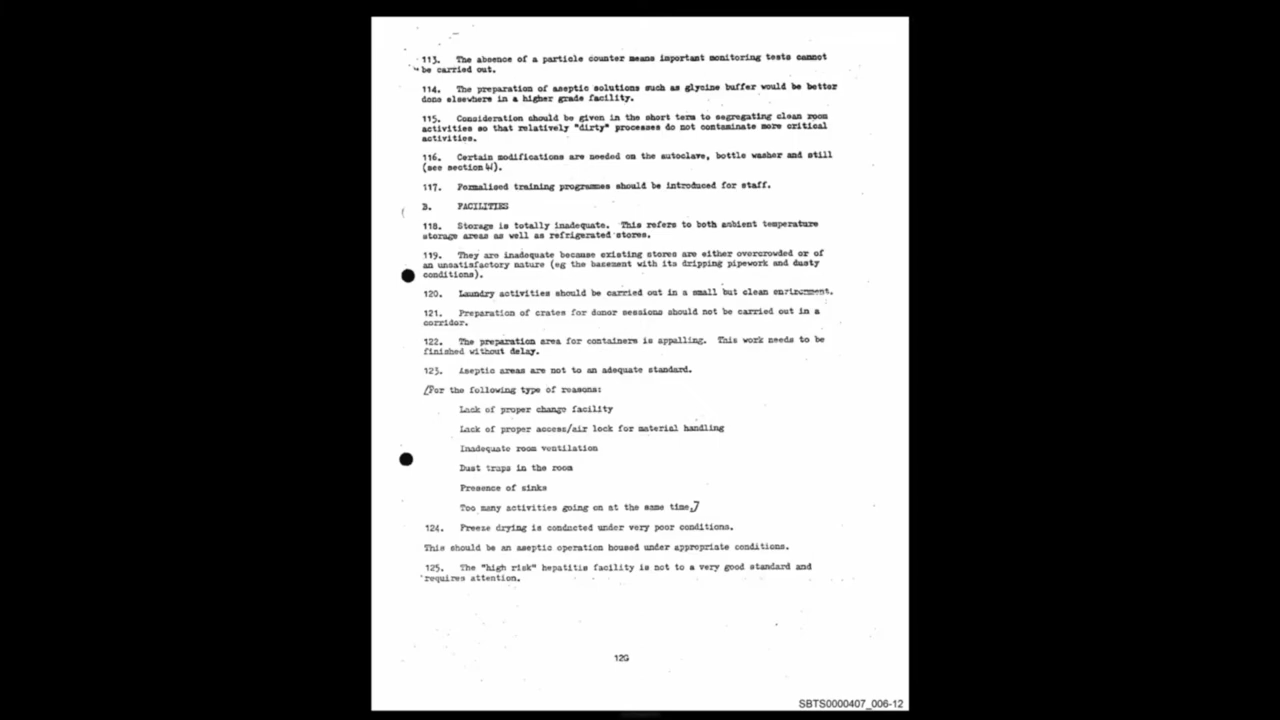 113. The absence of a particle counter means important monitoring tests cannot
be carried out.
114. The preparation of aseptic solutions such as glycine buffer would be better
done elsewhere in a higher grade facility.
115. Consideration should be given in the short term to segregating clean room
activities so that relatively "dirty" processes do not contaminate more critical
activities.
116. Certain modifications are needed on the autoclave, bottle washer and still
(see section 4).
117. Formalised training programmes should be introduced for staff.
D. FACILITIES
118. Storage is totally inadequate. This refers to both ambient temperature
storage areas as well as refrigerated stores.
119. They are inadequate because existing stores are either overcrowded or of
an unsatisfactory nature (eg the basement with its dripping pipework and dusty
conditions).
120. Laundry activities should be carried out in a small but clean environment.
121. Preparation of crates for donor sessions should not be carried out in a
corridor.
122. The preparation area for containers is appalling. This work needs to be
finished without delay.
123. Aseptic areas are not to an adequate standard.
[For the following type of reasons:
Lack of proper change facility
Lack of proper access/air lock for material handling
Inadequate room ventilation
Dust traps in the room
Presence of sinks
Too many activities going on at the same time.]
124. Freeze drying is conducted under very poor conditions.
This should be an aseptic operation housed under appropriate conditions.
125. The "high risk" hepatitis facility is not to a very good standard and
requires attention.
12G
SBTS0000407_006-12